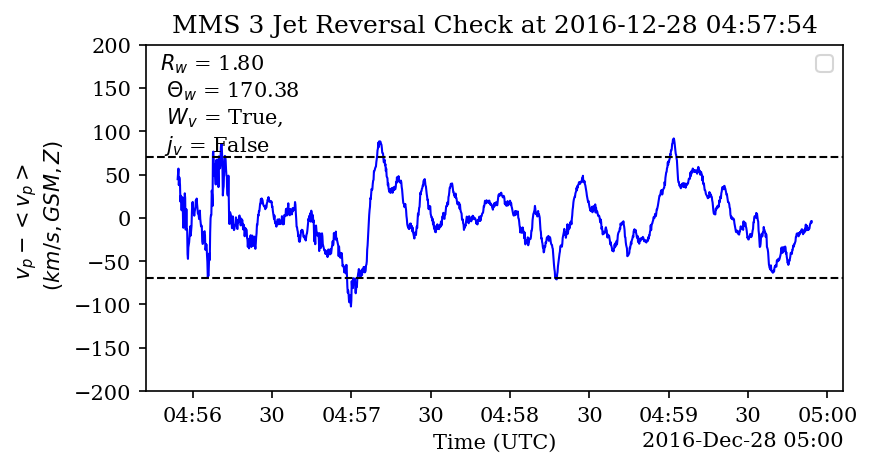 MMS 3 Jet Reversal Check at 2016-12-28 04:57:54
R_w = 1.80
Θ_w = 170.38
W_v = True,
j_v = False
v_p − < v_p >
(km/s, GSM, Z)
200
150
100
50
0
−50
−100
−150
−200
04:56 30 04:57 30 04:58 30 04:59 30 05:00
Time (UTC) 2016-Dec-28 05:00